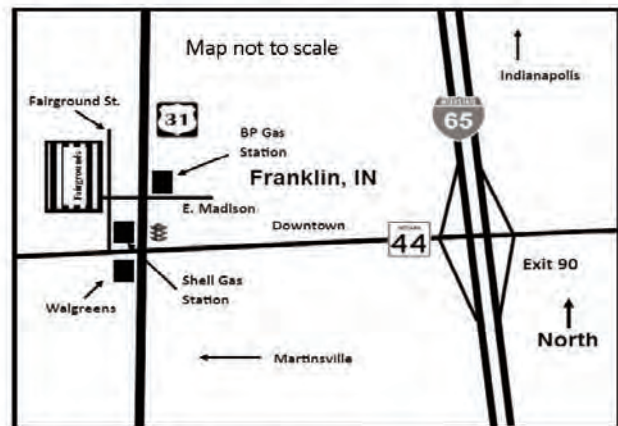 Map not to scale
Indianapolis
Fairground St.
31
65
BP Gas
Station
Fairgrounds
Franklin, IN
E. Madison
Downtown
44
Exit 90
Shell Gas
Station
Walgreens
North
Martinsville